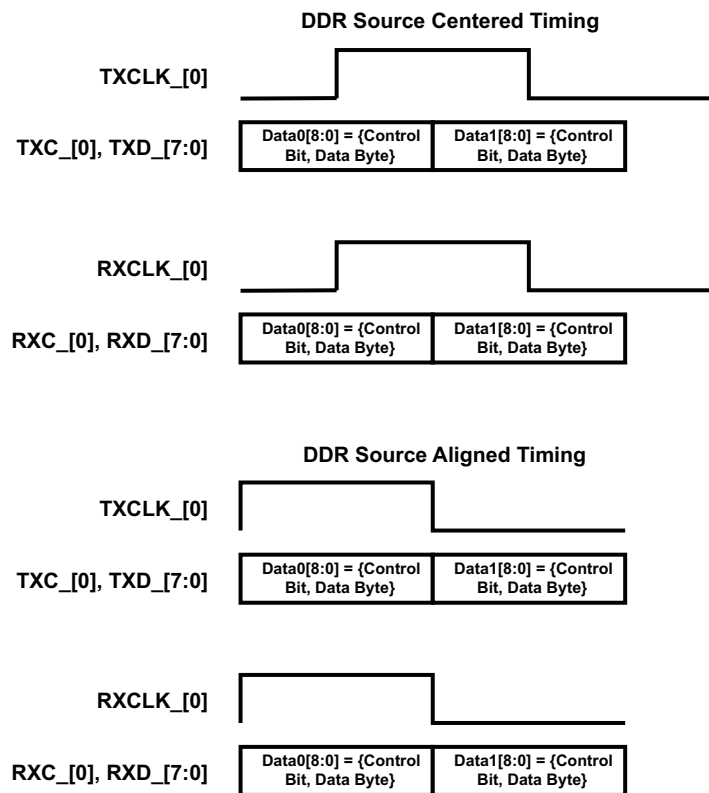 DDR Source Centered Timing
TXCLK_[0]
TXC_[0], TXD_[7:0]
Data0[8:0] = {Control
Bit, Data Byte}
Data1[8:0] = {Control
Bit, Data Byte}
RXCLK_[0]
RXC_[0], RXD_[7:0]
Data0[8:0] = {Control
Bit, Data Byte}
Data1[8:0] = {Control
Bit, Data Byte}
DDR Source Aligned Timing
TXCLK_[0]
TXC_[0], TXD_[7:0]
Data0[8:0] = {Control
Bit, Data Byte}
Data1[8:0] = {Control
Bit, Data Byte}
RXCLK_[0]
RXC_[0], RXD_[7:0]
Data0[8:0] = {Control
Bit, Data Byte}
Data1[8:0] = {Control
Bit, Data Byte}